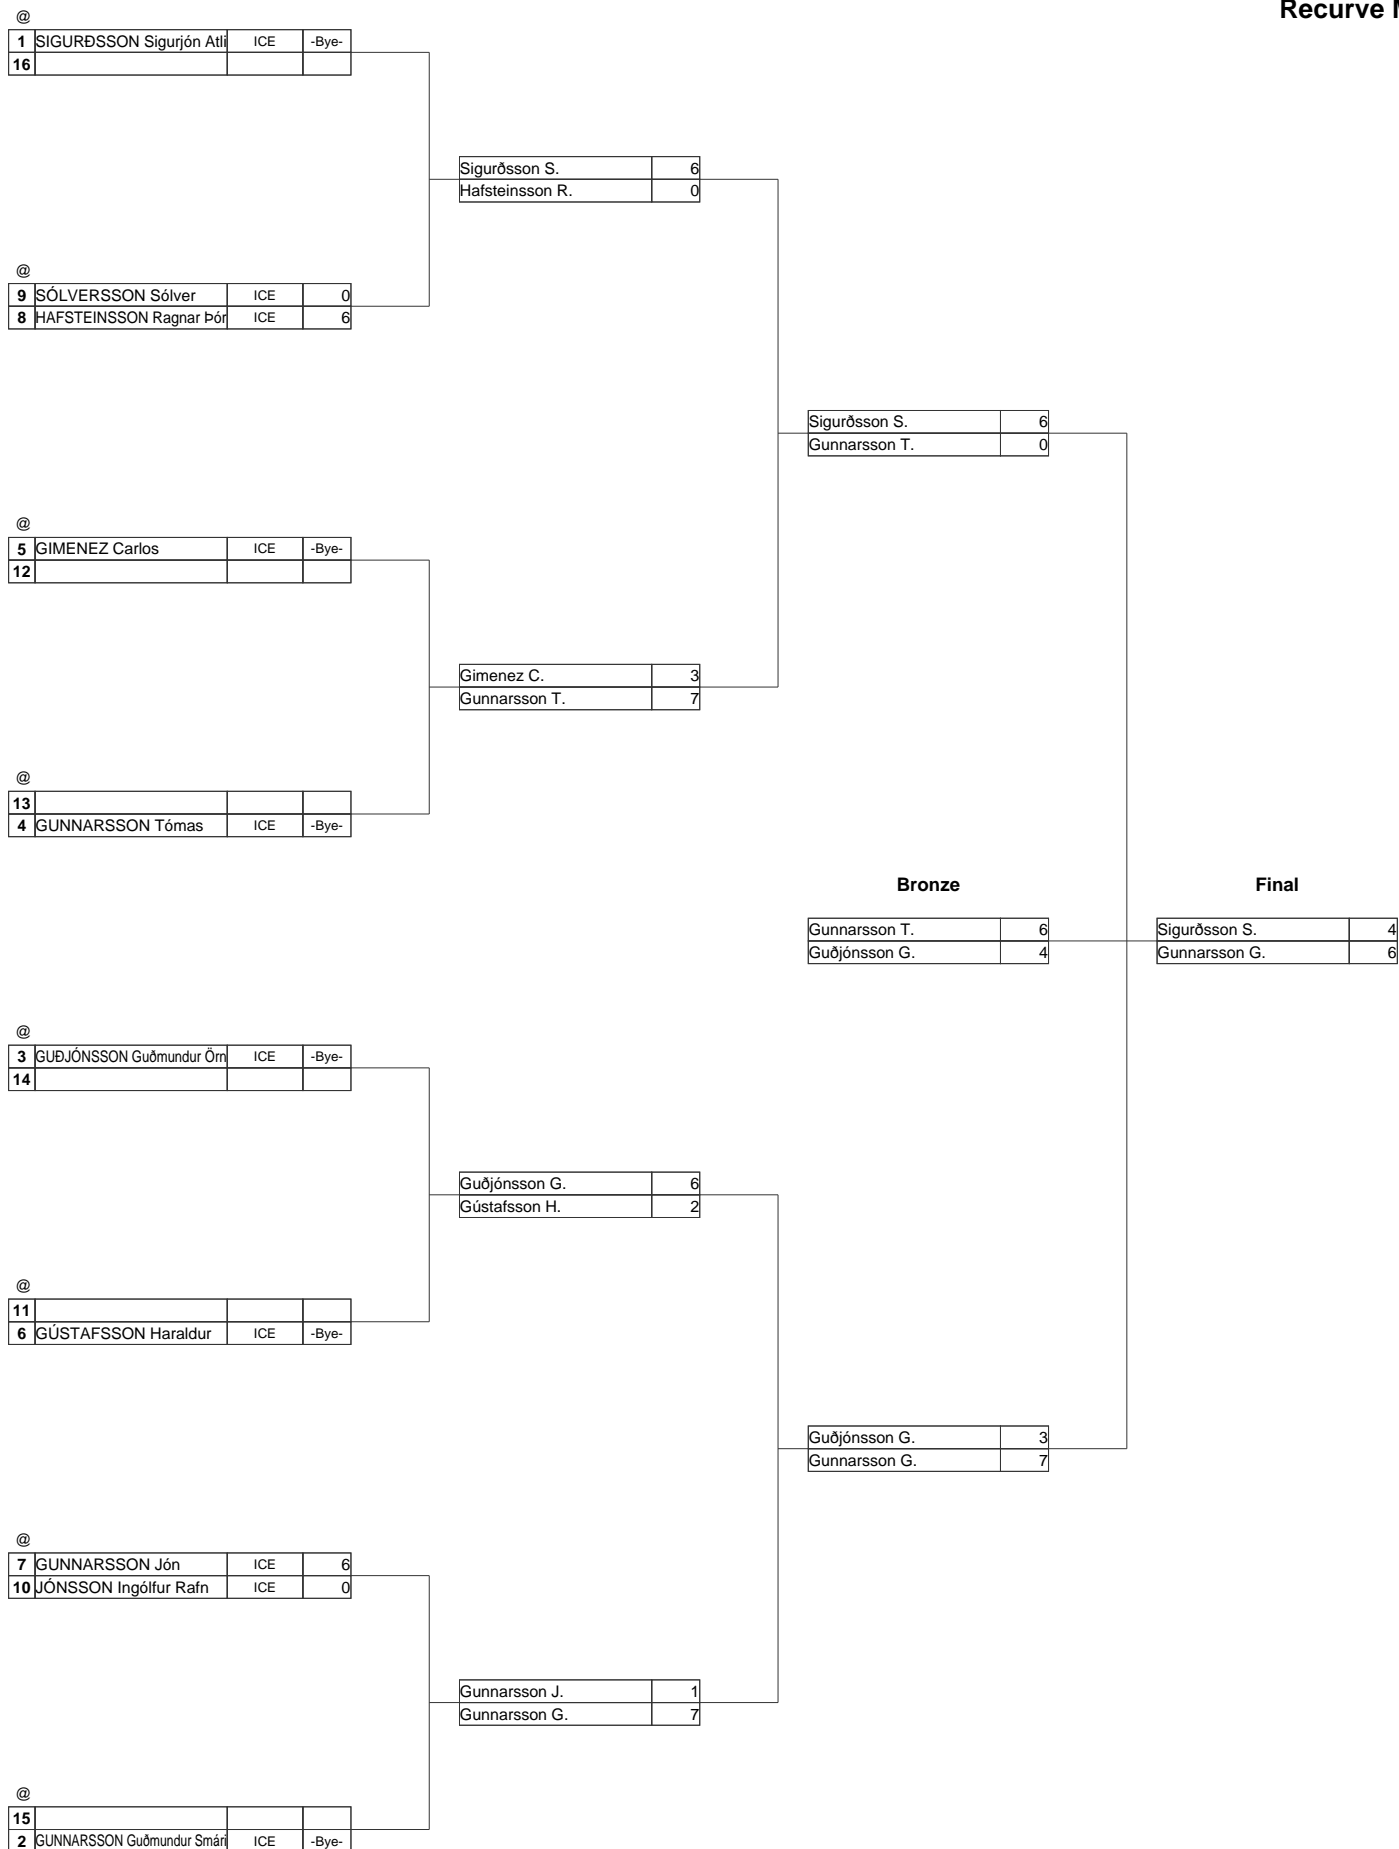 Recurve M
@
1 SIGURÐSSON Sigurjón Atli ICE -Bye-
16
Sigurðsson S. 6
Hafsteinsson R. 0
@
9 SÓLVERSSON Sólver ICE 0
8 HAFSTEINSSON Ragnar Þór ICE 6
Sigurðsson S. 6
Gunnarsson T. 0
@
5 GIMENEZ Carlos ICE -Bye-
12
Gimenez C. 3
Gunnarsson T. 7
@
13
4 GUNNARSSON Tómas ICE -Bye-
Bronze Final
Gunnarsson T. 6 Sigurðsson S. 4
Guðjónsson G. 4 Gunnarsson G. 6
@
3 GUÐJÓNSSON Guðmundur Örn ICE -Bye-
14
Guðjónsson G. 6
Gústafsson H. 2
@
11
6 GÚSTAFSSON Haraldur ICE -Bye-
Guðjónsson G. 3
Gunnarsson G. 7
@
7 GUNNARSSON Jón ICE 6
10 JÓNSSON Ingólfur Rafn ICE 0
Gunnarsson J. 1
Gunnarsson G. 7
@
15
2 GUNNARSSON Guðmundur Smári ICE -Bye-